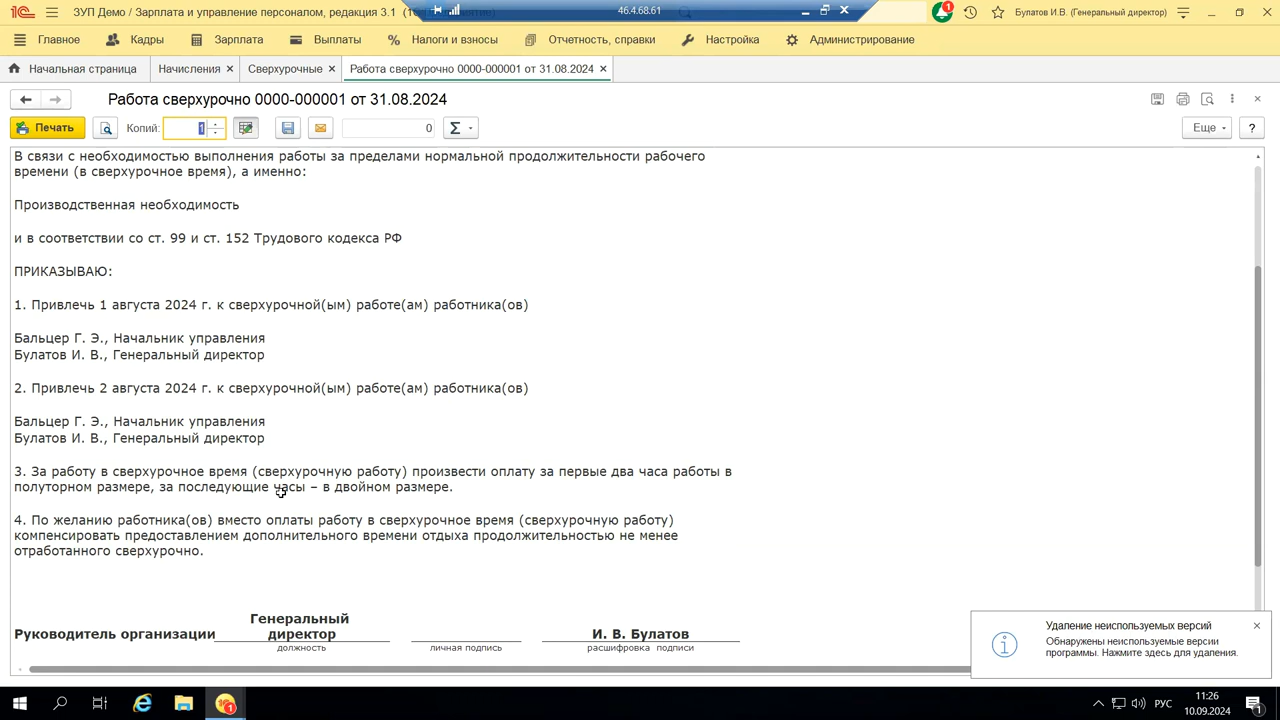 ЗУП Демо / Зарплата и управление персоналом, редакция 3.1 (1С
46.4.68.61
1
Булатов И.В. (Генеральный директор)
Главное
Кадры
Зарплата
Выплаты
Налоги и взносы
Отчетность, справки
Настройка
Администрирование
Начальная страница
Начисления ×
Сверхурочные ×
Работа сверхурочно 0000-000001 от 31.08.2024 ×
Работа сверхурочно 0000-000001 от 31.08.2024
Печать
Копий:
1
0
Σ
Еще
?
В связи с необходимостью выполнения работы за пределами нормальной продолжительности рабочего
времени (в сверхурочное время), а именно:
Производственная необходимость
и в соответствии со ст. 99 и ст. 152 Трудового кодекса РФ
ПРИКАЗЫВАЮ:
1. Привлечь 1 августа 2024 г. к сверхурочной(ым) работе(ам) работника(ов)
Бальцер Г. Э., Начальник управления
Булатов И. В., Генеральный директор
2. Привлечь 2 августа 2024 г. к сверхурочной(ым) работе(ам) работника(ов)
Бальцер Г. Э., Начальник управления
Булатов И. В., Генеральный директор
3. За работу в сверхурочное время (сверхурочную работу) произвести оплату за первые два часа работы в
полуторном размере, за последующие часы – в двойном размере.
4. По желанию работника(ов) вместо оплаты работу в сверхурочное время (сверхурочную работу)
компенсировать предоставлением дополнительного времени отдыха продолжительностью не менее
отработанного сверхурочно.
Генеральный
Руководитель организации директор И. В. Булатов
должность личная подпись расшифровка подписи
Удаление неиспользуемых версий
Обнаружены неиспользуемые версии
программы. Нажмите здесь для удаления.
РУС
11:26
10.09.2024
1
1